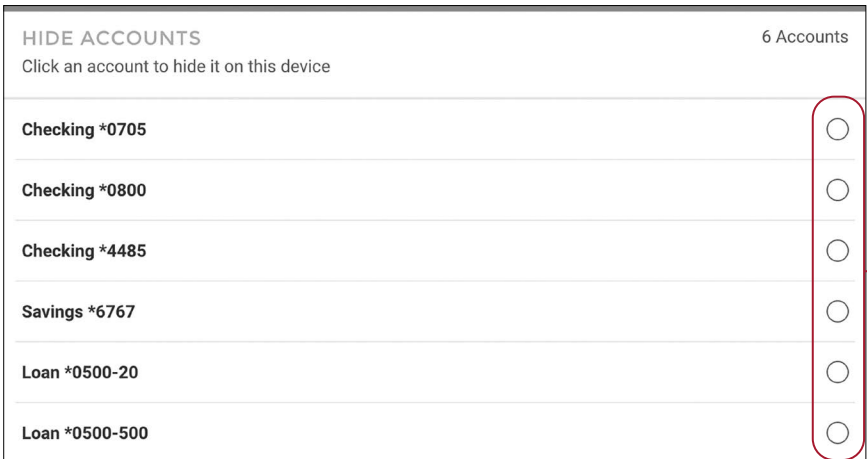 HIDE ACCOUNTS
6 Accounts
Click an account to hide it on this device
Checking *0705
Checking *0800
Checking *4485
Savings *6767
Loan *0500-20
Loan *0500-500